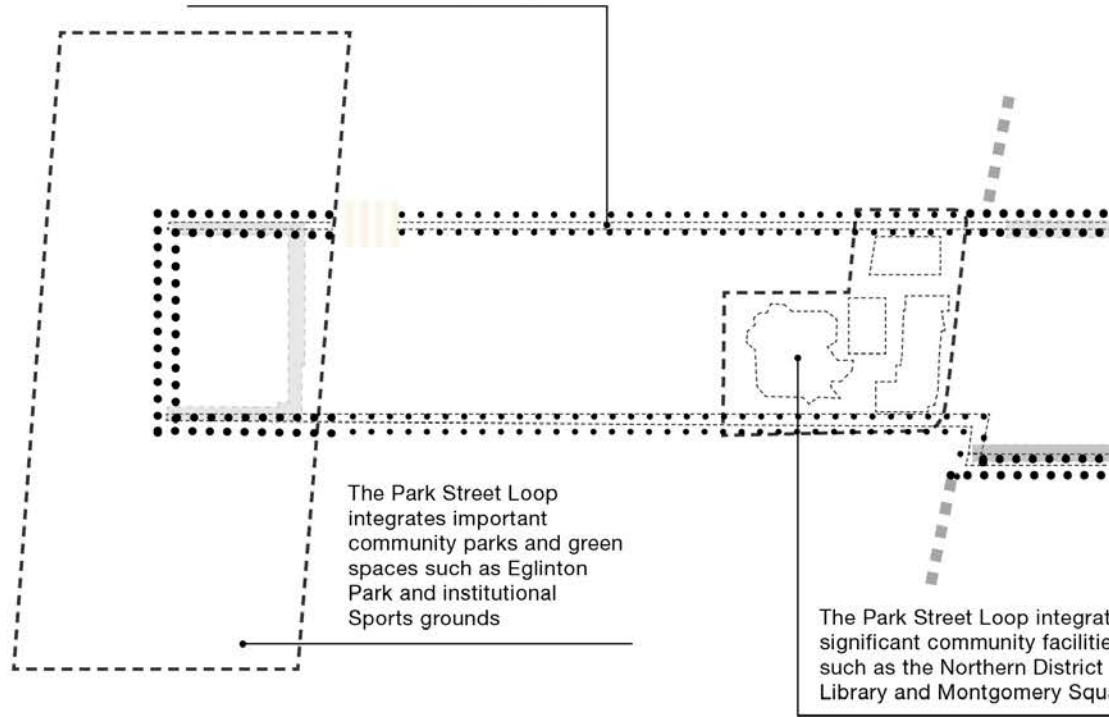 The Park Street Loop
integrates important
community parks and green
spaces such as Eglinton
Park and institutional
Sports grounds
The Park Street Loop integrat
significant community facilitie
such as the Northern District
Library and Montgomery Squa